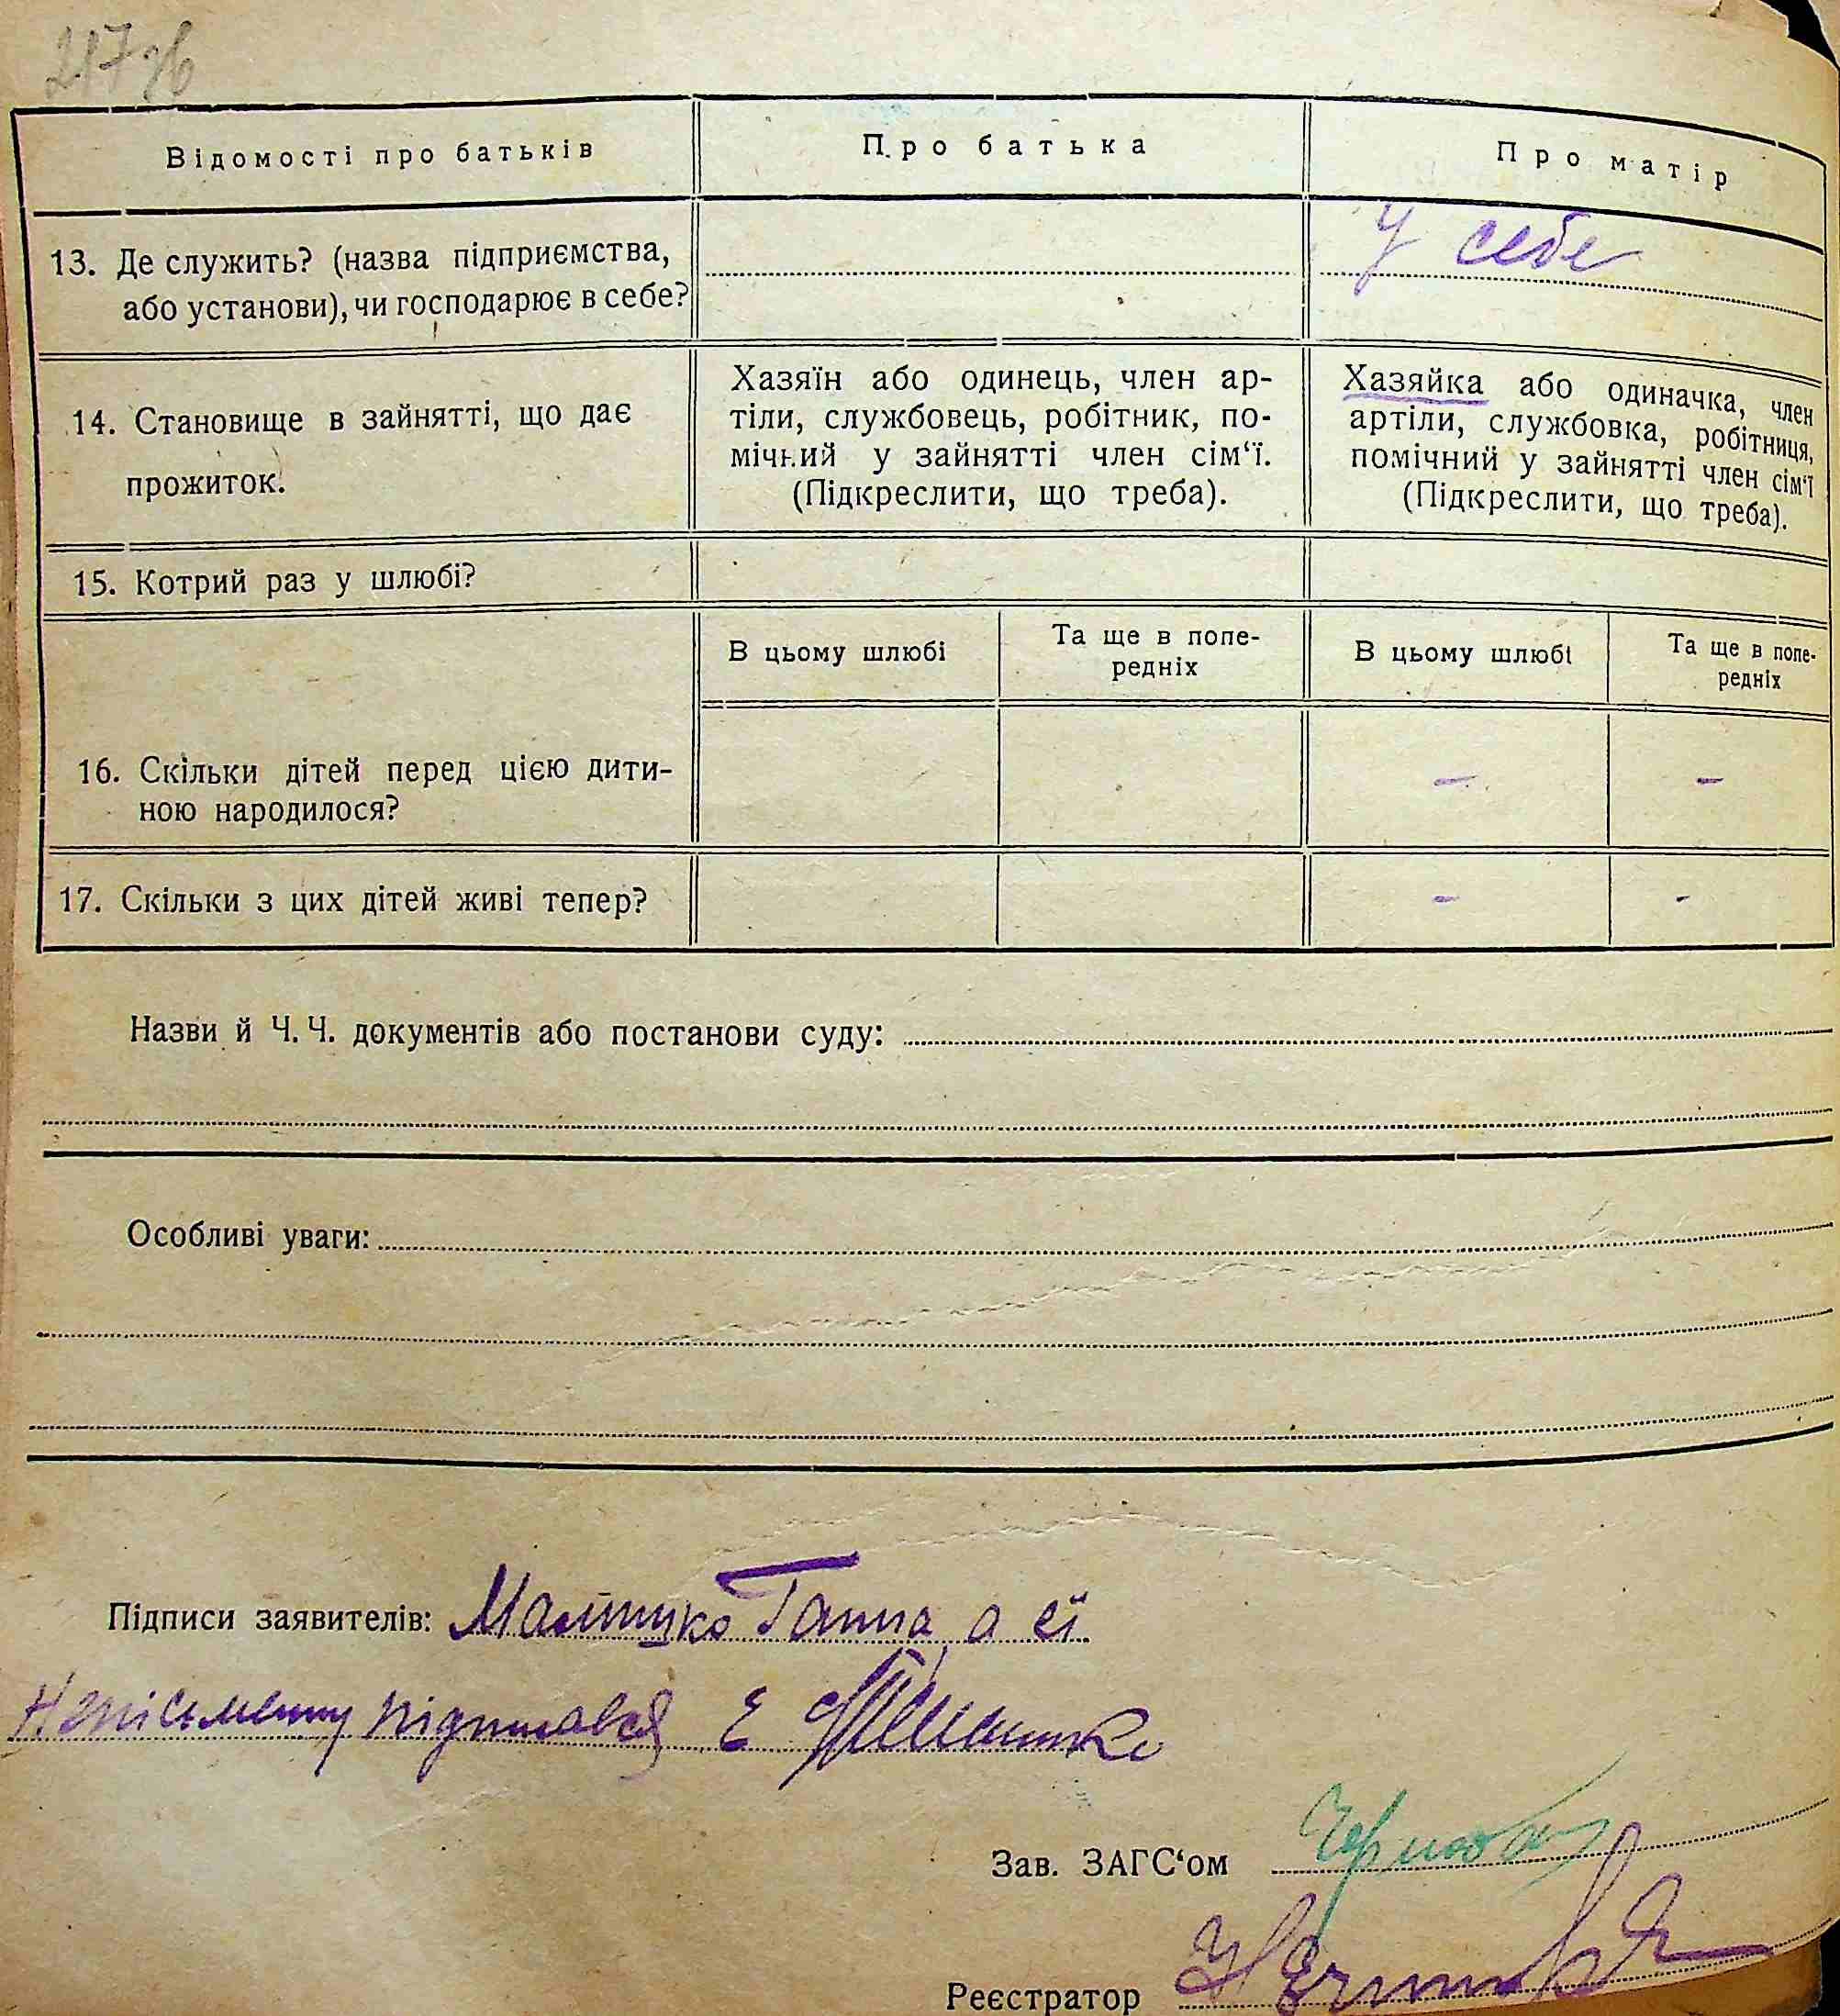 217 зв
Відомості про батьків
Про батька
Про матір
13. Де служить? (назва підприємства,
або установи), чи господарює в себе?
У себе
14. Становище в зайнятті, що дає
прожиток.
Хазяїн або одинець, член ар-
тіли, службовець, робітник, по-
мічний у зайнятті член сім‘ї.
(Підкреслити, що треба).
Хазяйка або одиначка, член
артіли, службовка, робітниця,
помічний у зайнятті член сім‘ї
(Підкреслити, що треба).
15. Котрий раз у шлюбі?
В цьому шлюбі
Та ще в попе-
редніх
В цьому шлюбі
Та ще в попе-
редніх
16. Скільки дітей перед цією дити-
ною народилося?
– –
17. Скільки з цих дітей живі тепер?
– -
Назви й Ч. Ч. документів або постанови суду:
Особливі уваги:
Підписи заявителів: Ганна а еї
підписався Е
Зав. ЗАГС‘ом
Реєстратор